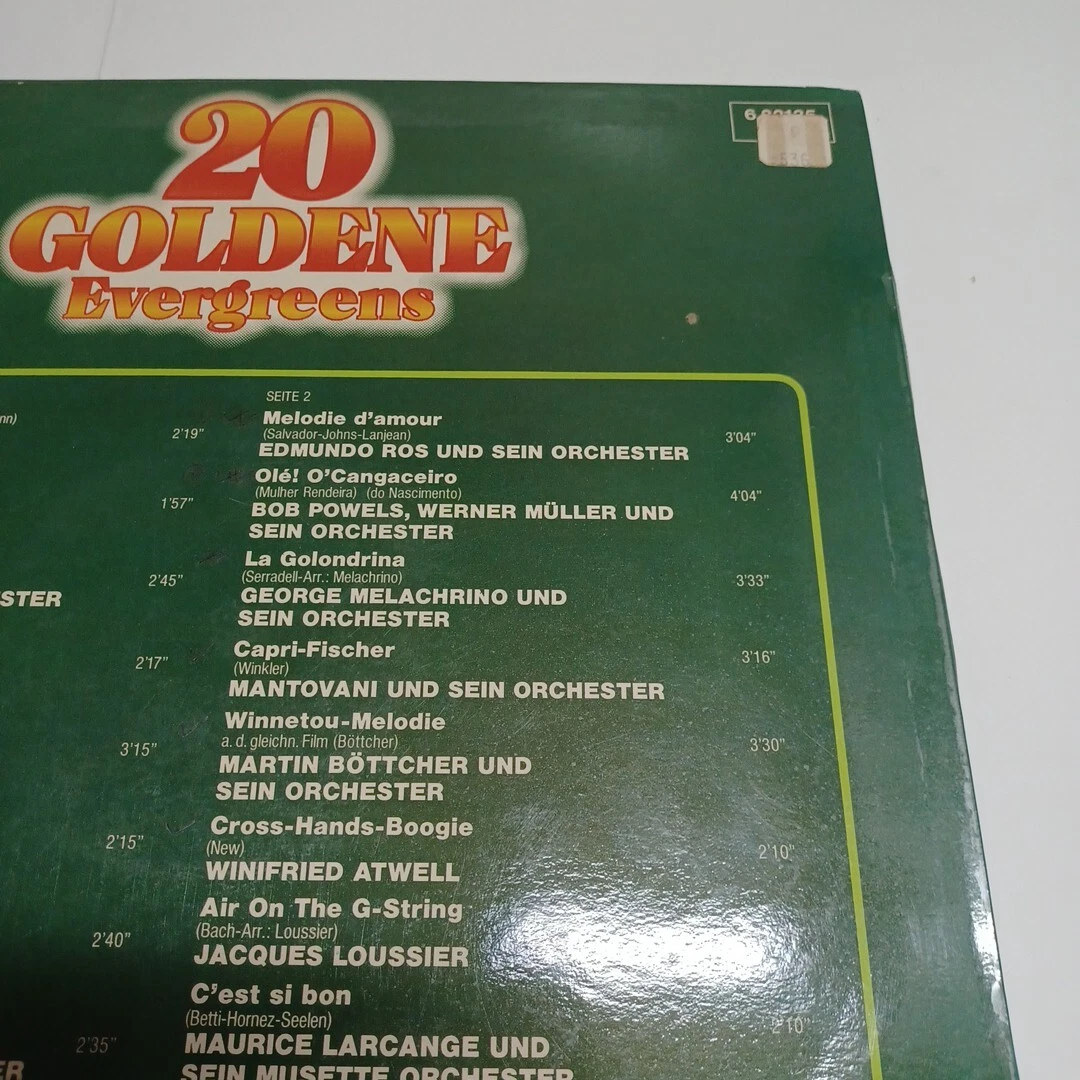 20
GOLDENE
Evergreens
nn)
2'19"
1'57"
2'45"
STER
2'17"
3'15"
2'15"
2'40"
2'35"
ER
SEITE 2
Melodie d'amour
(Salvador-Johns-Lanjean) 3'04"
EDMUNDO ROS UND SEIN ORCHESTER
Olé! O'Cangaceiro
(Mulher Rendeira) (do Nascimento) 4'04"
BOB POWELS, WERNER MÜLLER UND
SEIN ORCHESTER
La Golondrina
(Serradell-Arr.: Melachrino) 3'33"
GEORGE MELACHRINO UND
SEIN ORCHESTER
Capri-Fischer
(Winkler) 3'16"
MANTOVANI UND SEIN ORCHESTER
Winnetou-Melodie
a. d. gleichn. Film (Böttcher) 3'30"
MARTIN BÖTTCHER UND
SEIN ORCHESTER
Cross-Hands-Boogie
(New) 2'10"
WINIFRIED ATWELL
Air On The G-String
(Bach-Arr.: Loussier)
JACQUES LOUSSIER
C'est si bon
(Betti-Hornez-Seelen) 2'10"
MAURICE LARCANGE UND
SEIN MUSETTE ORCHESTER